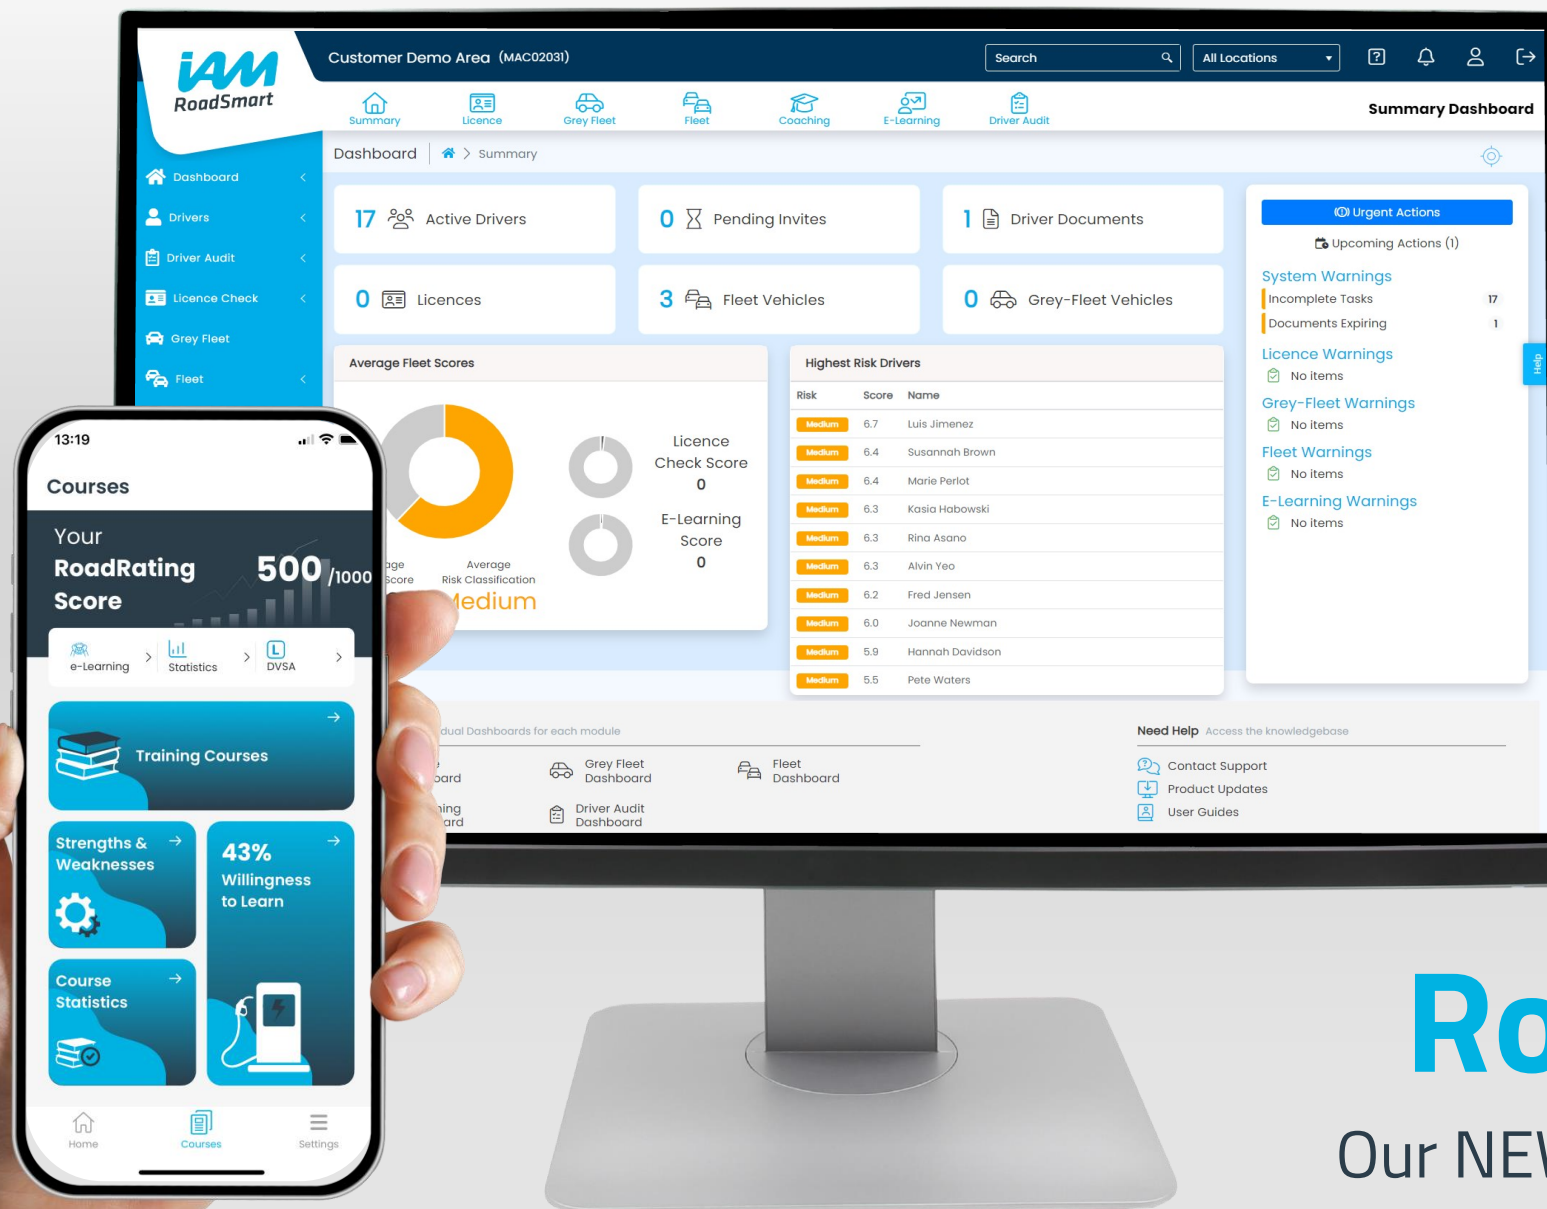 iAM
RoadSmart
Customer Demo Area (MAC02031)
Search
All Locations
Summary
Licence
Grey Fleet
Fleet
Coaching
E-Learning
Driver Audit
Summary Dashboard
Dashboard
Drivers
Driver Audit
Licence Check
Grey Fleet
Fleet
Dashboard > Summary
17 Active Drivers
0 Pending Invites
1 Driver Documents
0 Licences
3 Fleet Vehicles
0 Grey-Fleet Vehicles
Average Fleet Scores
Licence
Check Score
0
E-Learning
Score
0
Average
Score
Risk Classification
Medium
Highest Risk Drivers
Risk Score Name
Medium 6.7 Luis Jimenez
Medium 6.4 Susannah Brown
Medium 6.4 Marie Perlot
Medium 6.3 Kasia Habowski
Medium 6.3 Rina Asano
Medium 6.3 Alvin Yeo
Medium 6.2 Fred Jensen
Medium 6.0 Joanne Newman
Medium 5.9 Hannah Davidson
Medium 5.5 Pete Waters
Urgent Actions
Upcoming Actions (1)
System Warnings
Incomplete Tasks 17
Documents Expiring 1
Licence Warnings
No items
Grey-Fleet Warnings
No items
Fleet Warnings
No items
E-Learning Warnings
No items
Help
Dashboards for each module
Grey Fleet
Dashboard
Fleet
Dashboard
Driver Audit
Dashboard
Need Help Access the knowledgebase
Contact Support
Product Updates
User Guides
13:19
Courses
Your
RoadRating
Score
500 /1000
e-Learning
Statistics
DVSA
Training Courses
Strengths &
Weaknesses
43%
Willingness
to Learn
Course
Statistics
Home
Courses
Settings
Ro
Our NEW